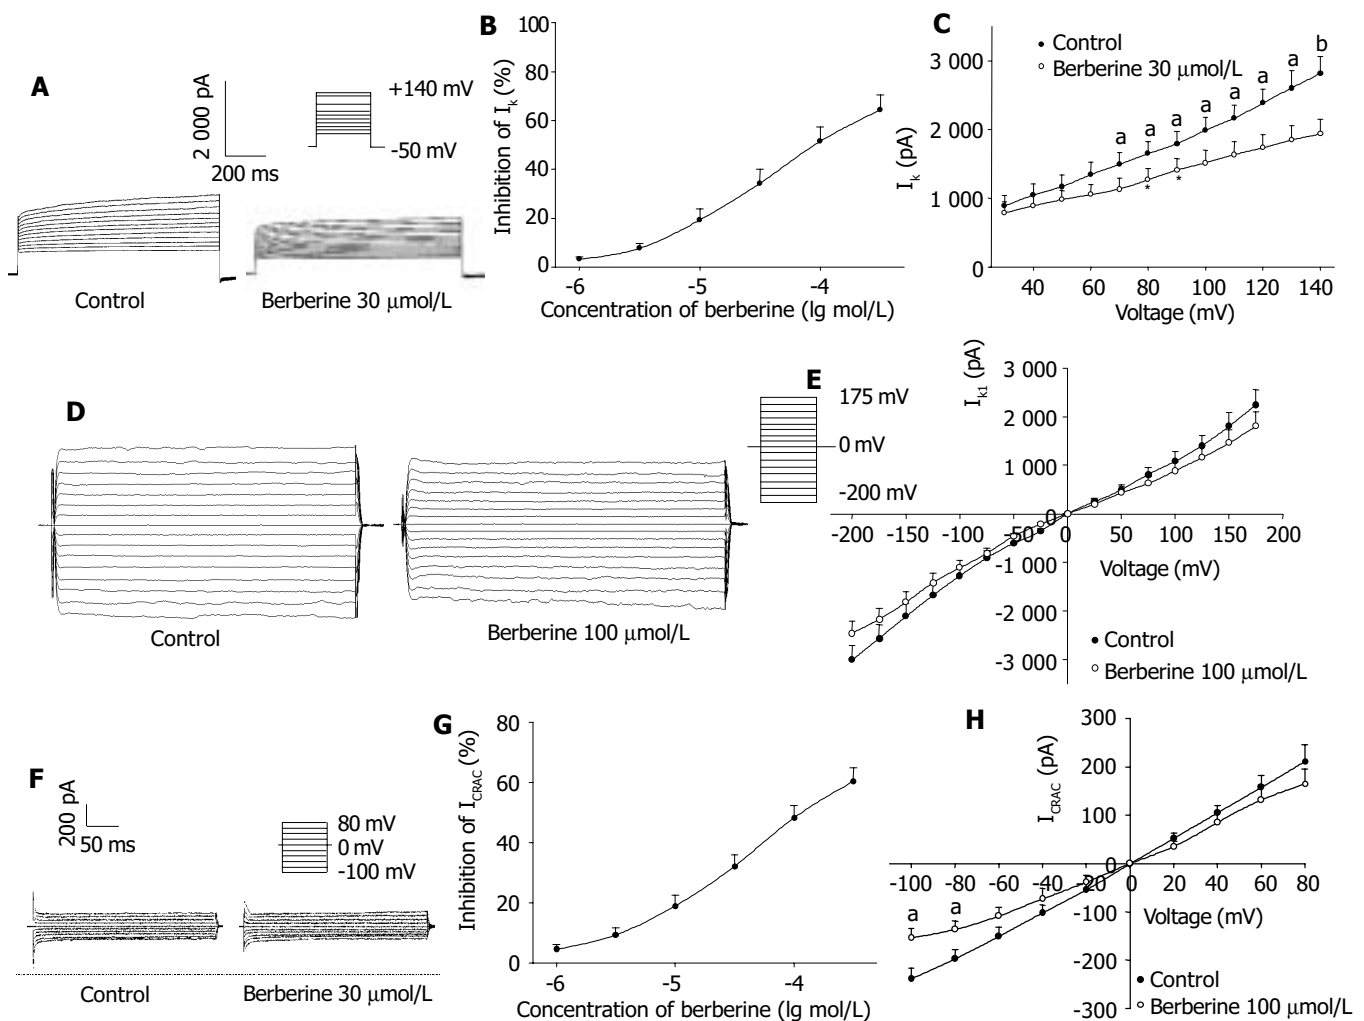 A
2 000 pA
200 ms
+140 mV
-50 mV
Control
Berberine 30 µmol/L
B
Inhibition of I_k (%)
100
80
60
40
20
0
-6
-5
-4
Concentration of berberine (lg mol/L)
C
Control
Berberine 30 µmol/L
I_k (pA)
3 000
2 000
1 000
0
a
a
a
a
a
a
a
b
*
*
40
60
80
100
120
140
Voltage (mV)
D
Control
Berberine 100 µmol/L
175 mV
0 mV
-200 mV
E
I_k1 (pA)
3 000
2 000
1 000
0
-1 000
-2 000
-3 000
-200
-150
-100
-50
0
50
100
150
200
Voltage (mV)
Control
Berberine 100 µmol/L
F
200 pA
50 ms
80 mV
0 mV
-100 mV
Control
Berberine 30 µmol/L
G
Inhibition of I_CRAC (%)
80
60
40
20
0
-6
-5
-4
Concentration of berberine (lg mol/L)
H
I_CRAC (pA)
300
200
100
0
-100
-200
-300
-100
-80
-60
-40
-20
0
20
40
60
80
a
a
Voltage (mV)
Control
Berberine 100 µmol/L